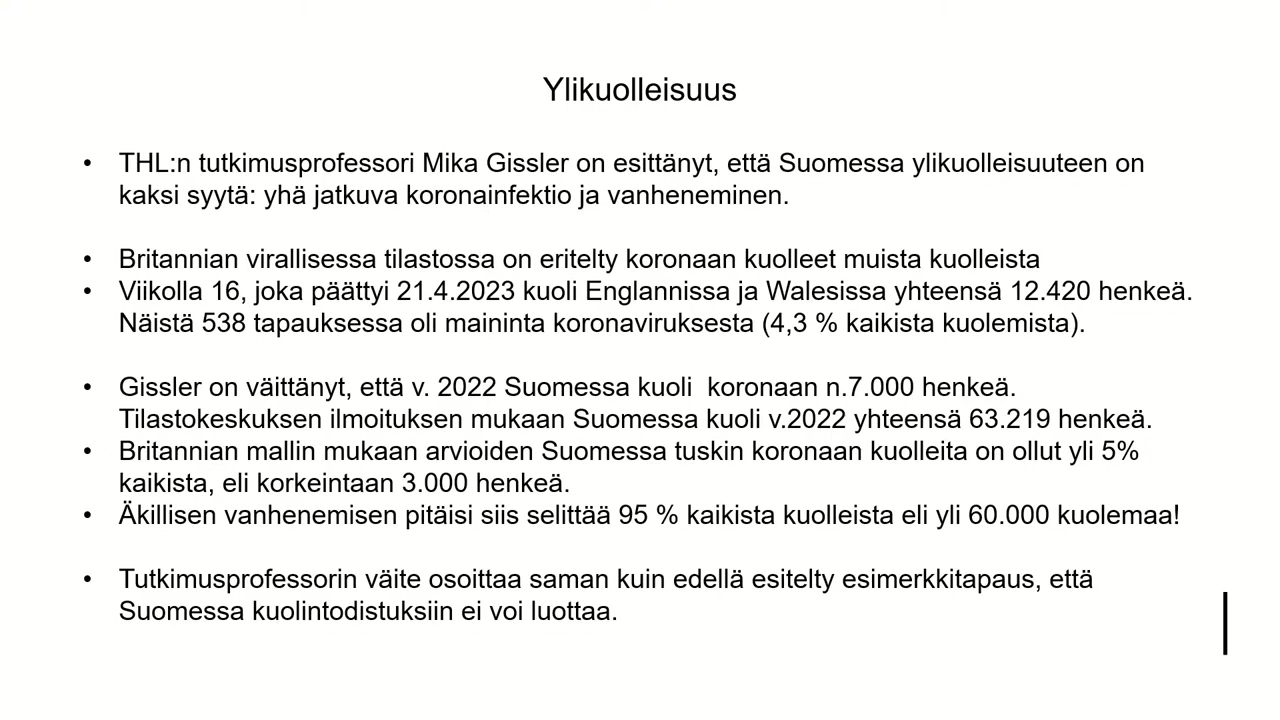 Ylikuolleisuus
• THL:n tutkimusprofessori Mika Gissler on esittänyt, että Suomessa ylikuolleisuuteen on
kaksi syytä: yhä jatkuva koronainfektio ja vanheneminen.
• Britannian virallisessa tilastossa on eritelty koronaan kuolleet muista kuolleista
• Viikolla 16, joka päättyi 21.4.2023 kuoli Englannissa ja Walesissa yhteensä 12.420 henkeä.
Näistä 538 tapauksessa oli maininta koronaviruksesta (4,3 % kaikista kuolemista).
• Gissler on väittänyt, että v. 2022 Suomessa kuoli  koronaan n.7.000 henkeä.
Tilastokeskuksen ilmoituksen mukaan Suomessa kuoli v.2022 yhteensä 63.219 henkeä.
• Britannian mallin mukaan arvioiden Suomessa tuskin koronaan kuolleita on ollut yli 5%
kaikista, eli korkeintaan 3.000 henkeä.
• Äkillisen vanhenemisen pitäisi siis selittää 95 % kaikista kuolleista eli yli 60.000 kuolemaa!
• Tutkimusprofessorin väite osoittaa saman kuin edellä esitelty esimerkkitapaus, että
Suomessa kuolintodistuksiin ei voi luottaa.